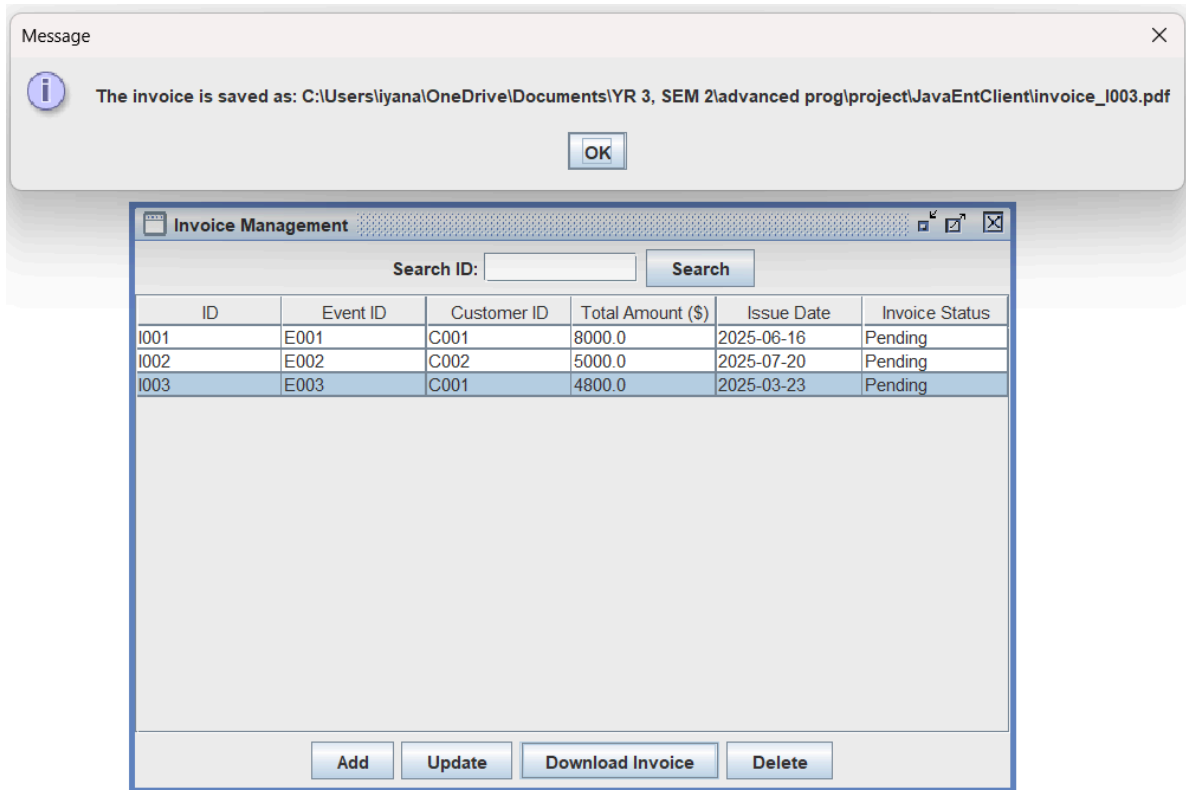 Message
The invoice is saved as: C:\Users\iyana\OneDrive\Documents\YR 3, SEM 2\advanced prog\project\JavaEntClient\invoice_I003.pdf
OK
Invoice Management
Search ID: Search
ID Event ID Customer ID Total Amount ($) Issue Date Invoice Status
I001 E001 C001 8000.0 2025-06-16 Pending
I002 E002 C002 5000.0 2025-07-20 Pending
I003 E003 C001 4800.0 2025-03-23 Pending
Add Update Download Invoice Delete